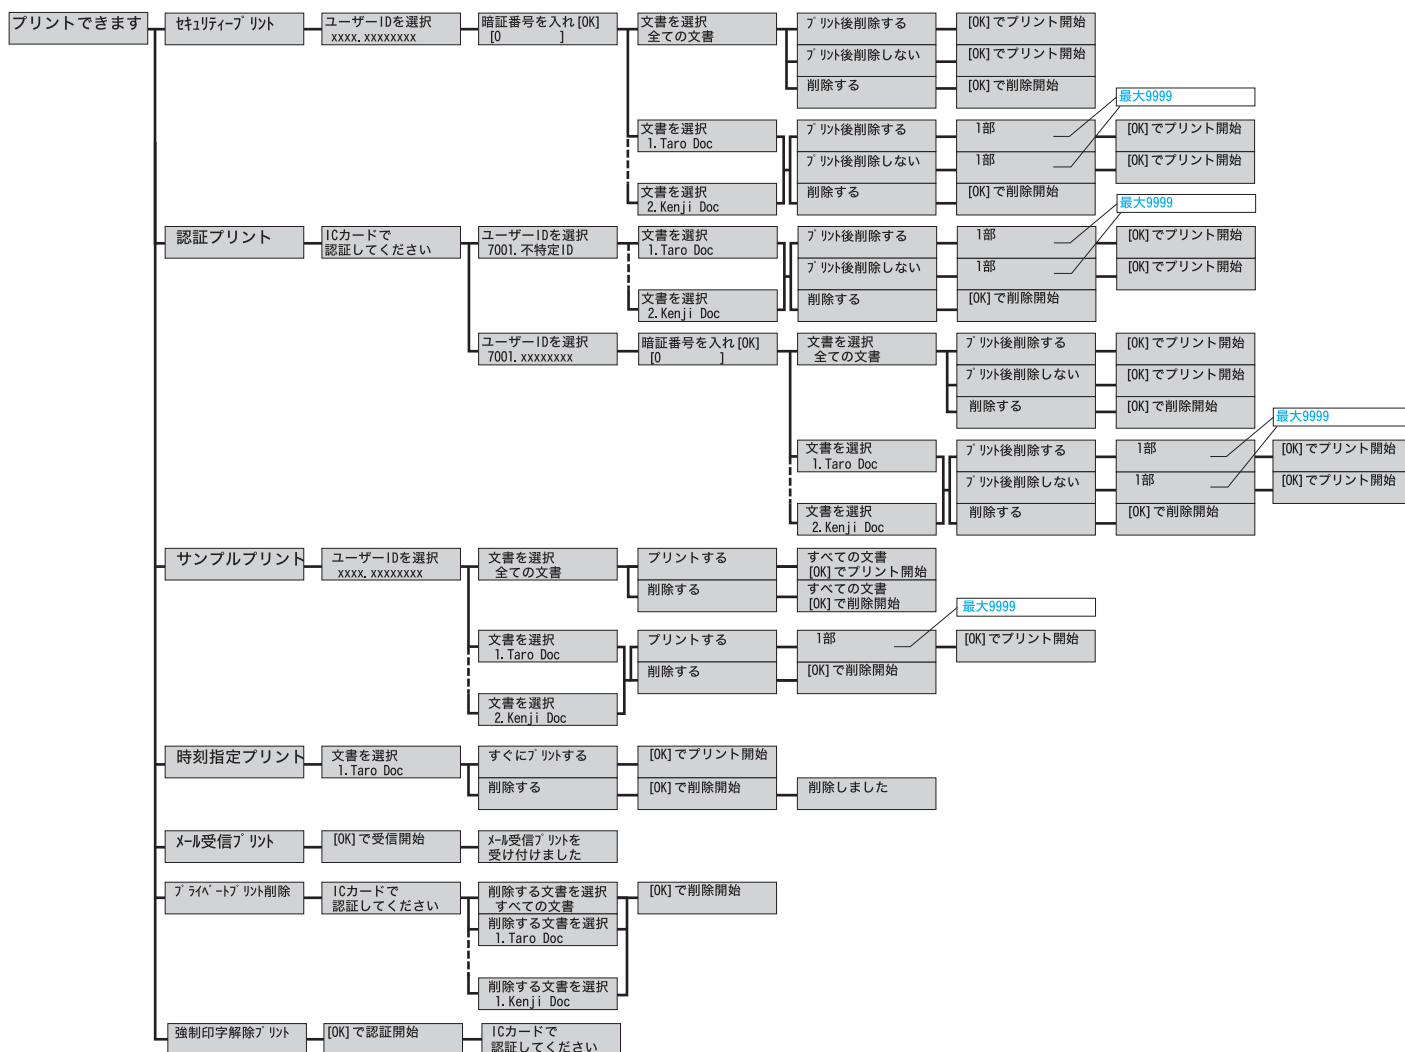 プリントできます
セキュリティープリント
ユーザーIDを選択
xxxx.xxxxxxxx
暗証番号を入れ[OK]
[0 ]
文書を選択
全ての文書
プリント後削除する
[OK]でプリント開始
プリント後削除しない
[OK]でプリント開始
削除する
[OK]で削除開始
最大9999
文書を選択
1.Taro Doc
プリント後削除する
1部
[OK]でプリント開始
プリント後削除しない
1部
[OK]でプリント開始
文書を選択
2.Kenji Doc
削除する
[OK]で削除開始
最大9999
認証プリント
ICカードで
認証してください
ユーザーIDを選択
7001.不特定ID
文書を選択
1.Taro Doc
プリント後削除する
1部
[OK]でプリント開始
プリント後削除しない
1部
[OK]でプリント開始
文書を選択
2.Kenji Doc
削除する
[OK]で削除開始
ユーザーIDを選択
7001.xxxxxxxx
暗証番号を入れ[OK]
[0 ]
文書を選択
全ての文書
プリント後削除する
[OK]でプリント開始
プリント後削除しない
[OK]でプリント開始
削除する
[OK]で削除開始
最大9999
文書を選択
1.Taro Doc
プリント後削除する
1部
[OK]でプリント開始
プリント後削除しない
1部
[OK]でプリント開始
文書を選択
2.Kenji Doc
削除する
[OK]で削除開始
サンプルプリント
ユーザーIDを選択
xxxx.xxxxxxxx
文書を選択
全ての文書
プリントする
すべての文書
[OK]でプリント開始
削除する
すべての文書
[OK]で削除開始
最大9999
文書を選択
1.Taro Doc
プリントする
1部
[OK]でプリント開始
削除する
[OK]で削除開始
文書を選択
2.Kenji Doc
時刻指定プリント
文書を選択
1.Taro Doc
すぐにプリントする
[OK]でプリント開始
削除する
[OK]で削除開始
削除しました
メール受信プリント
[OK]で受信開始
メール受信プリントを
受け付けました
プライベートプリント削除
ICカードで
認証してください
削除する文書を選択
すべての文書
[OK]で削除開始
削除する文書を選択
1.Taro Doc
削除する文書を選択
1.Kenji Doc
強制印字解除プリント
[OK]で認証開始
ICカードで
認証してください